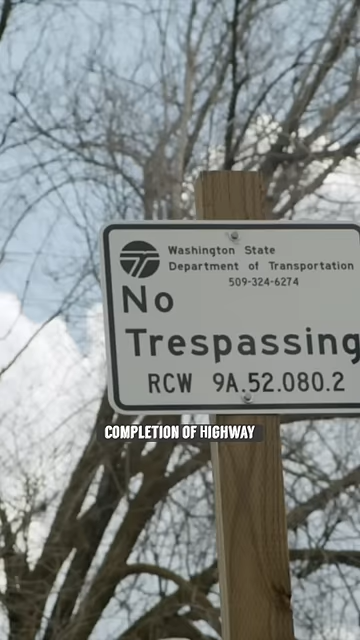 Washington State
Department of Transportation
509-324-6274
No
Trespassing
RCW 9A.52.080.2
COMPLETION OF HIGHWAY